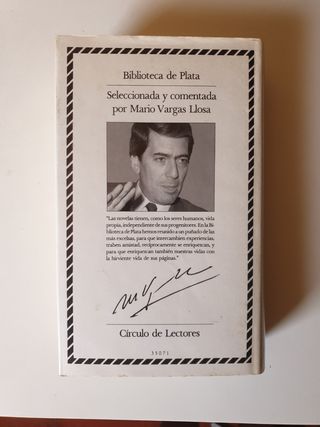 Biblioteca de Plata
Seleccionada y comentada
por Mario Vargas Llosa
"Las novelas tienen, como los seres humanos, vida
propia, independiente de sus progenitores. En la Bi-
blioteca de Plata hemos reunido a un puñado de las
más excelsas, para que intercambien experiencias,
traben amistad, recíprocamente se enriquezcan, y
para que enriquezcan también nuestras vidas con
la hirviente vida de sus páginas."
Círculo de Lectores
35071